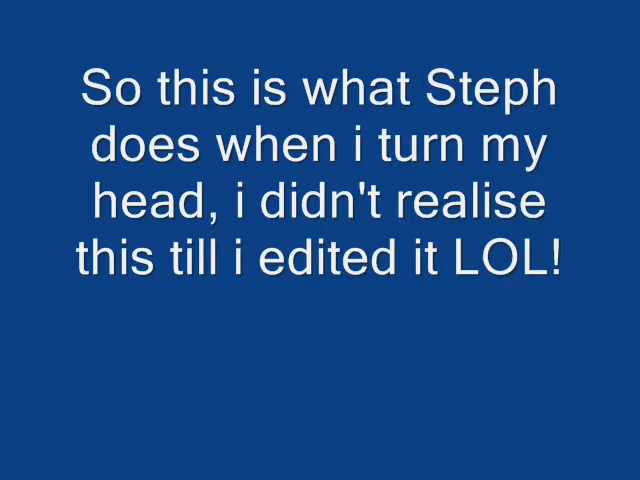 So this is what Steph
does when i turn my
head, i didn't realise
this till i edited it LOL!